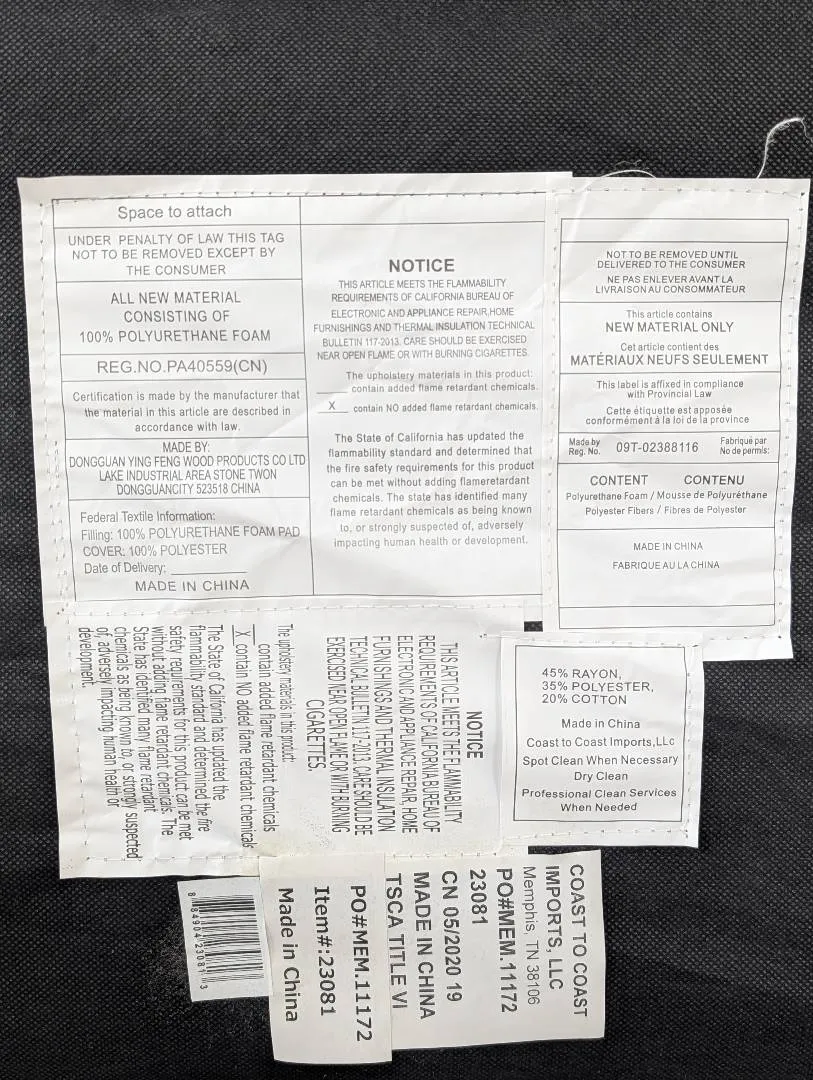 Space to attach
UNDER PENALTY OF LAW THIS TAG
NOT TO BE REMOVED EXCEPT BY
THE CONSUMER
ALL NEW MATERIAL
CONSISTING OF
100% POLYURETHANE FOAM
REG.NO.PA40559(CN)
Certification is made by the manufacturer that
the material in this article are described in
accordance with law.
MADE BY:
DONGGUAN YING FENG WOOD PRODUCTS CO LTD
LAKE INDUSTRIAL AREA STONE TWON
DONGGUANCITY 523518 CHINA
Federal Textile Information:
Filling: 100% POLYURETHANE FOAM PAD
COVER: 100% POLYESTER
Date of Delivery: ____________
MADE IN CHINA
NOTICE
THIS ARTICLE MEETS THE FLAMMABILITY
REQUIREMENTS OF CALIFORNIA BUREAU OF
ELECTRONIC AND APPLIANCE REPAIR,HOME
FURNISHINGS AND THERMAL INSULATION TECHNICAL
BULLETIN 117-2013. CARE SHOULD BE EXERCISED
NEAR OPEN FLAME OR WITH BURNING CIGARETTES.
The upholstery materials in this product:
_____ contain added flame retardant chemicals.
__X__ contain NO added flame retardant chemicals.
The State of California has updated the
flammability standard and determined that
the fire safety requirements for this product
can be met without adding flameretardant
chemicals. The state has identified many
flame retardant chemicals as being known
to, or strongly suspected of, adversely
impacting human health or development.
NOT TO BE REMOVED UNTIL
DELIVERED TO THE CONSUMER
NE PAS ENLEVER AVANT LA
LIVRAISON AU CONSOMMATEUR
This article contains
NEW MATERIAL ONLY
Cet article contient des
MATÉRIAUX NEUFS SEULEMENT
This label is affixed in compliance
with Provincial Law
Cette étiquette est apposée
conformément à la loi de la province
Made by
Reg. No.
09T-02388116
Fabriqué par
No de permis:
CONTENT CONTENU
Polyurethane Foam / Mousse de Polyuréthane
Polyester Fibers / Fibres de Polyester
MADE IN CHINA
FABRIQUE AU LA CHINA
NOTICE
THIS ARTICLE MEETS THE FLAMMABILITY
REQUIREMENTS OF CALIFORNIA BUREAU OF
ELECTRONIC AND APPLIANCE REPAIR, HOME
FURNISHINGS AND THERMAL INSULATION
TECHNICAL BULLETIN 117-2013. CARE SHOULD BE
EXERCISED NEAR OPEN FLAME OR WITH BURNING
CIGARETTES.
The upholstery materials in this product:
___contain added flame retardant chemicals
_X_contain NO added flame retardant chemicals
The State of California has updated the
flammability standard and determined the fire
safety requirements for this product can be met
without adding flame retardant chemicals. The
State has identified many flame retardant
chemicals as being known to, or strongly suspected
of, adversely impacting human health or
development.
45% RAYON,
35% POLYESTER,
20% COTTON
Made in China
Coast to Coast Imports,LLc
Spot Clean When Necessary
Dry Clean
Professional Clean Services
When Needed
COAST TO COAST
IMPORTS, LLC
Memphis, TN 38106
PO#MEM.11172
23081
CN 05/2020 19
MADE IN CHINA
TSCA TITLE VI
PO#MEM.11172
Item#:23081
Made in China
8 84904 23081 3